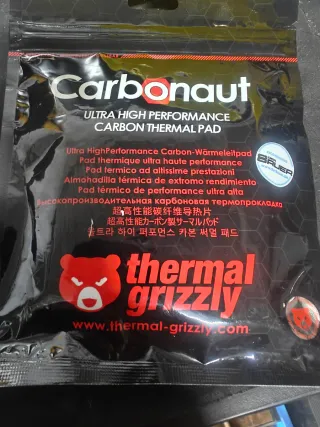 Carbonaut
ULTRA HIGH PERFORMANCE
CARBON THERMAL PAD
Ultra HighPerformance Carbon-Wärmeleitpad
Pad thermique ultra haute performance
Pad termico ad altissime prestazioni
Almohadilla térmica de extremo rendimiento
Pad térmico de performance ultra alta
Высокопроизводительная карбоновая термопрокладка
超高性能碳纤维导热片
超高性能カーボン製サーマルパッド
울트라 하이 퍼포먼스 카본 써멀 패드
thermal
grizzly
www.thermal-grizzly.com
DER
BAUER